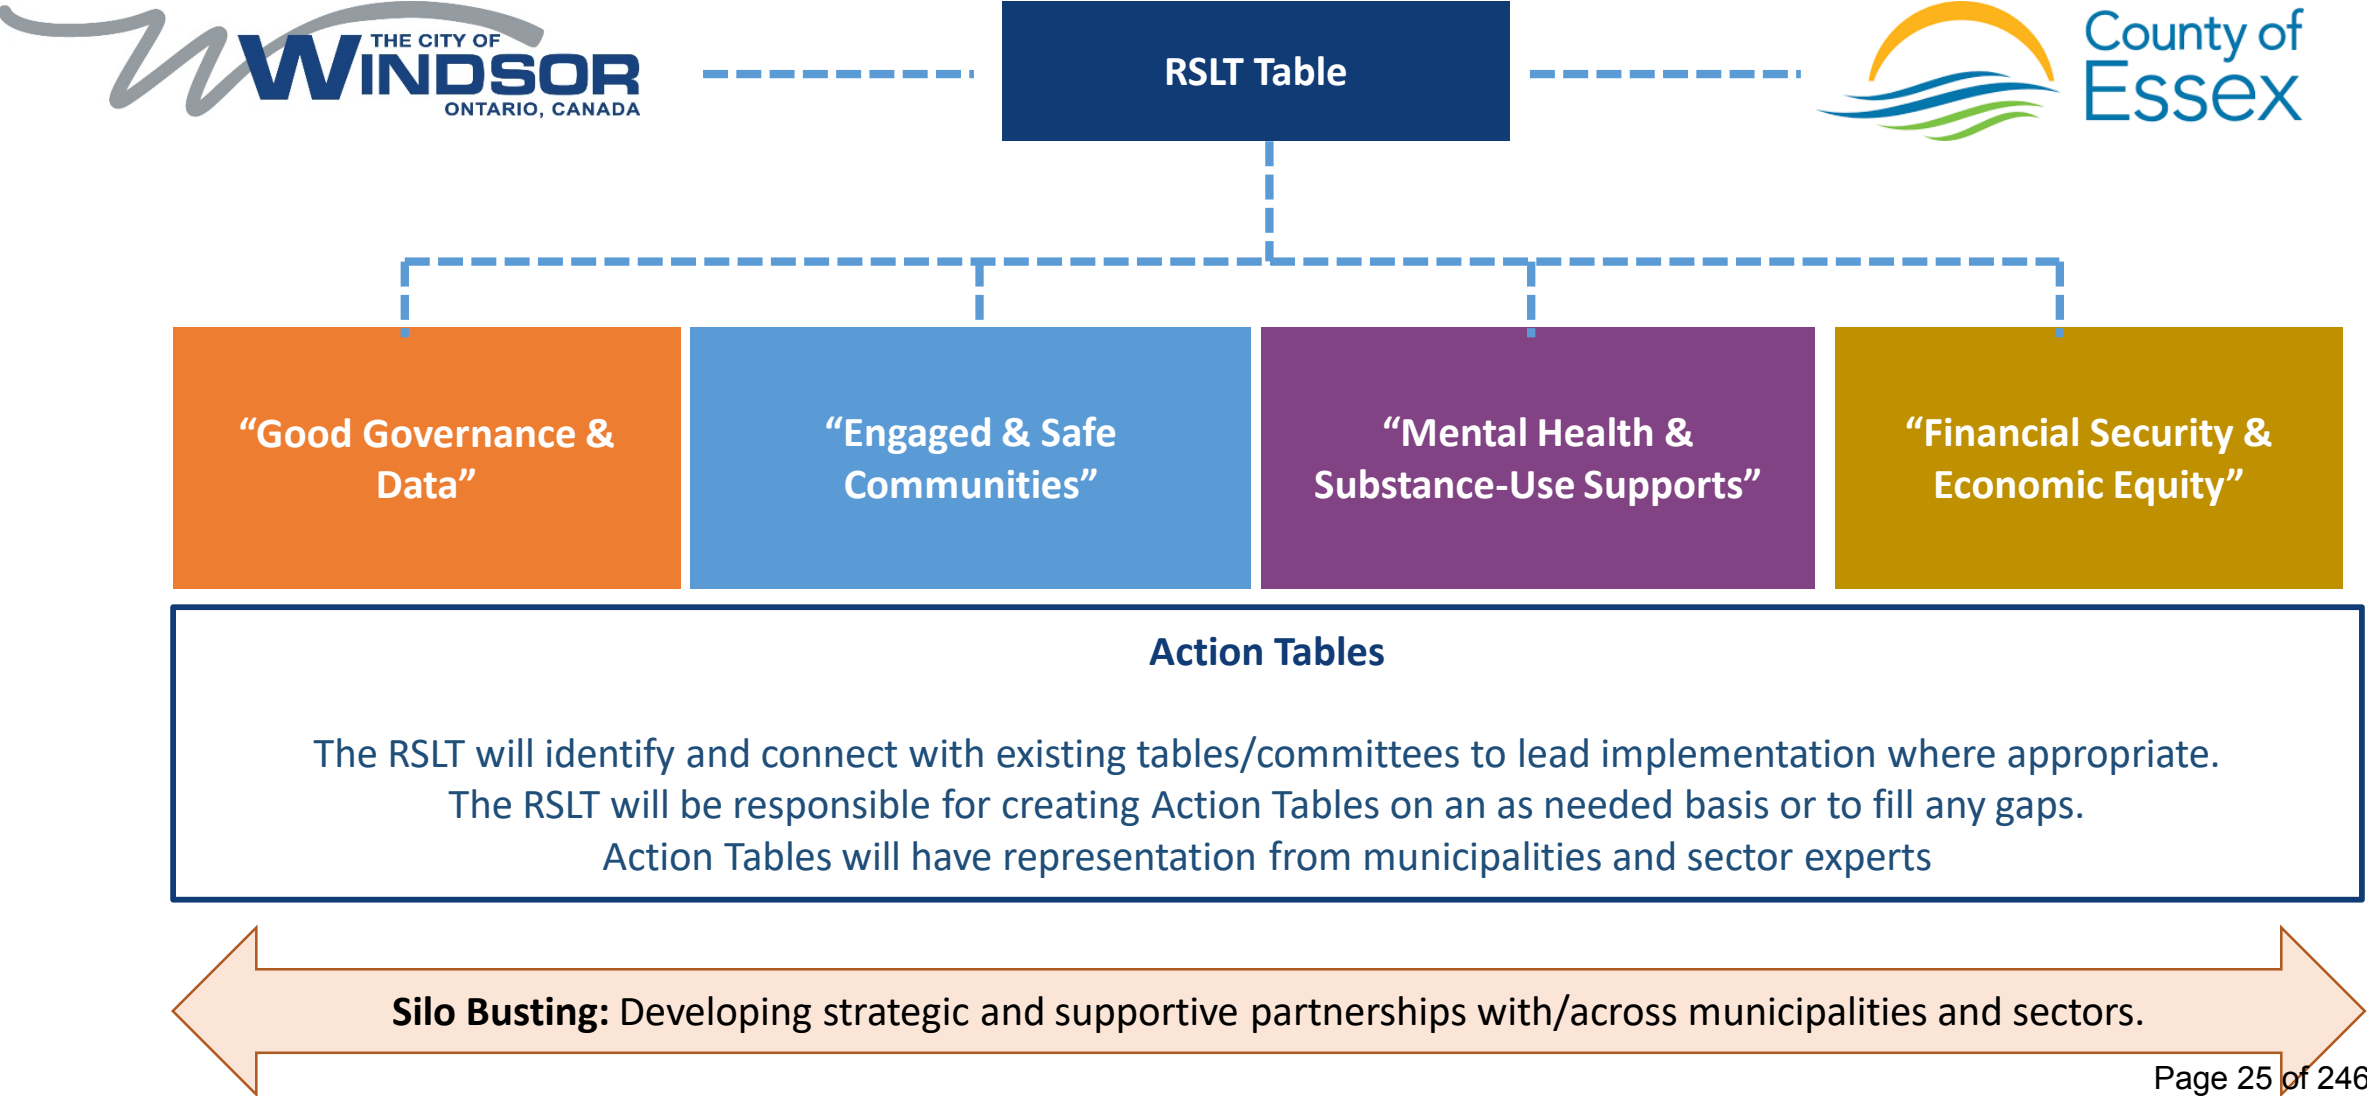 THE CITY OF
WINDSOR
ONTARIO, CANADA
RSLT Table
County of
Essex
“Good Governance &
Data”
“Engaged & Safe
Communities”
“Mental Health &
Substance-Use Supports”
“Financial Security &
Economic Equity”
Action Tables
The RSLT will identify and connect with existing tables/committees to lead implementation where appropriate.
The RSLT will be responsible for creating Action Tables on an as needed basis or to fill any gaps.
Action Tables will have representation from municipalities and sector experts
Silo Busting: Developing strategic and supportive partnerships with/across municipalities and sectors.
Page 25 of 246